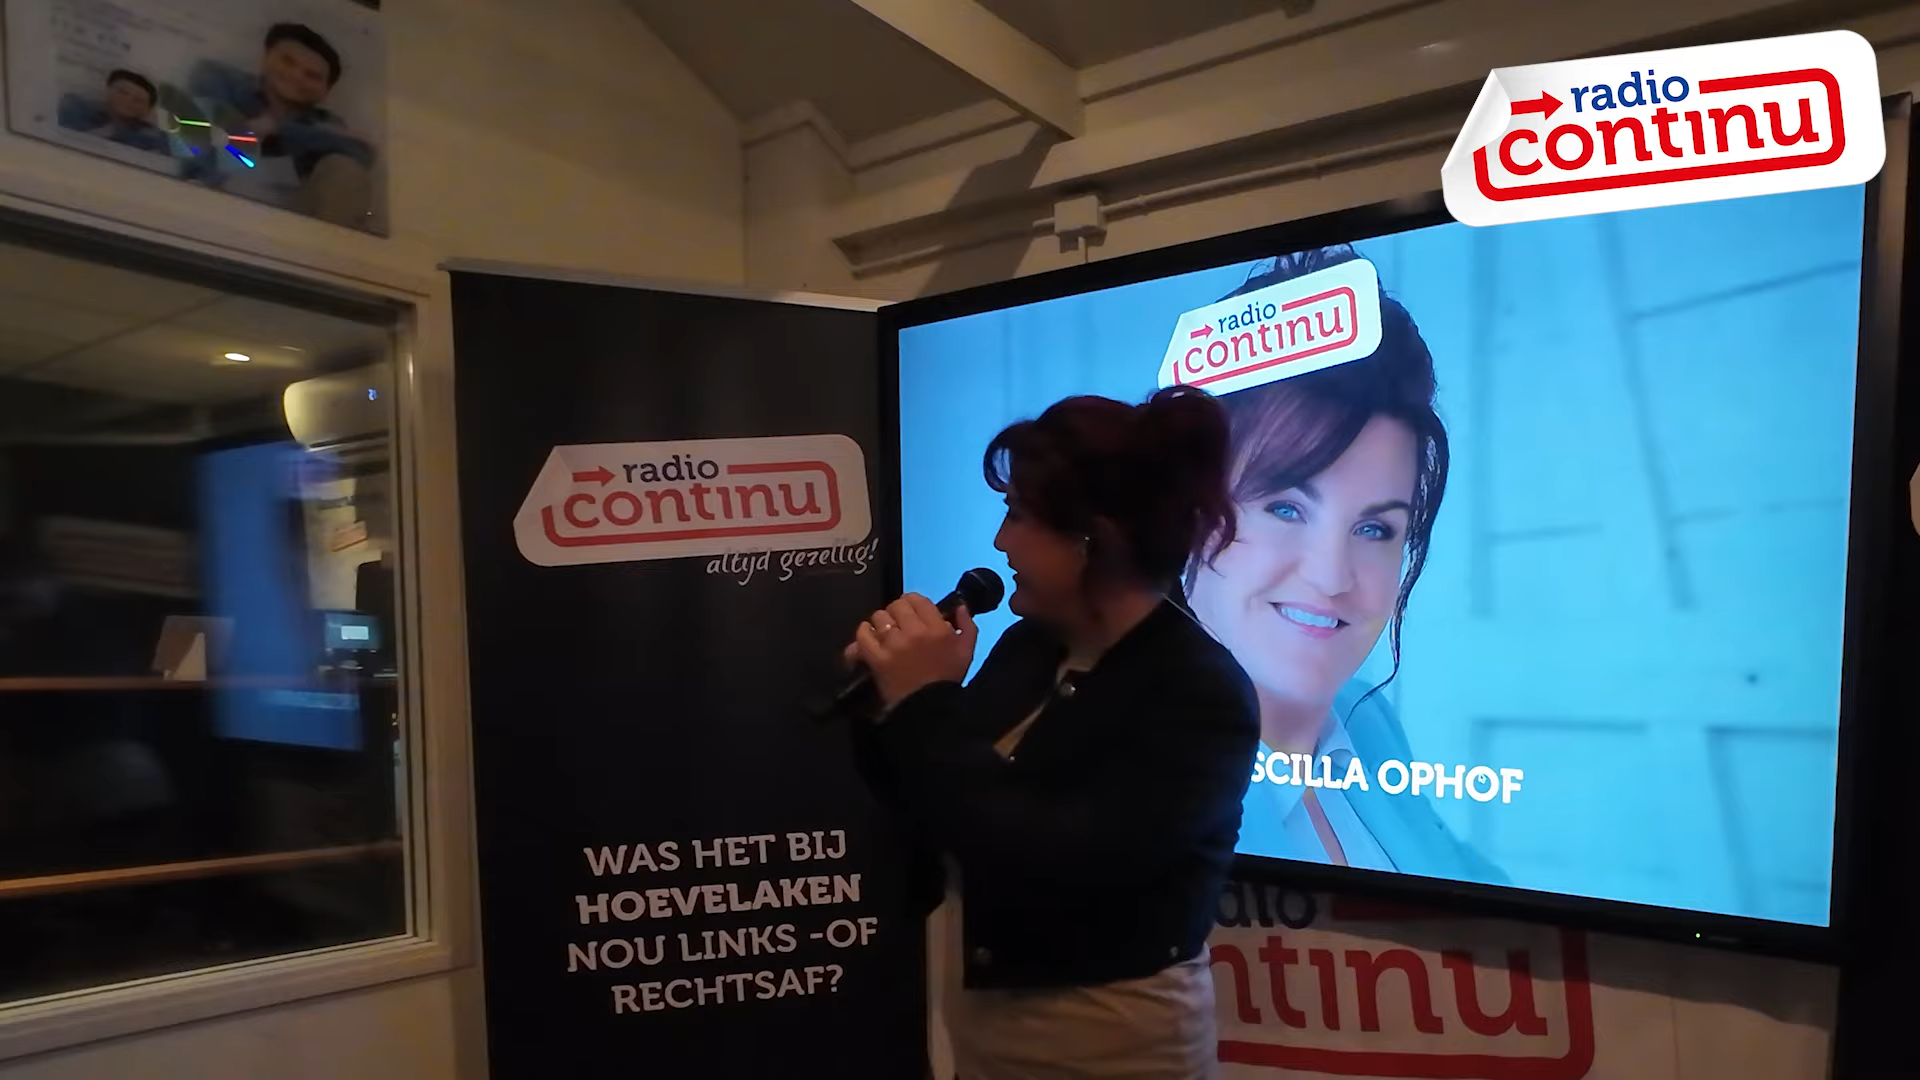 radio
continu
radio
continu
radio
continu
altijd gezellig!
SCILLA OPHOF
WAS HET BIJ
HOEVELAKEN
NOU LINKS -OF
RECHTSAF?
dio
ntinu